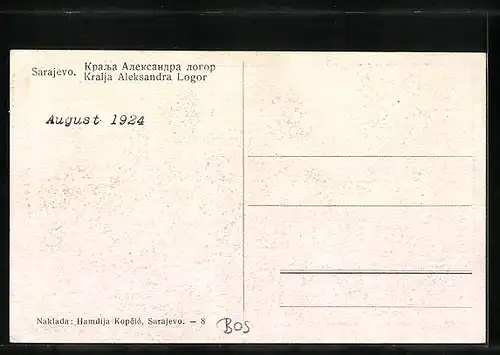 Sarajevo. Краља Александра логор
Kralja Aleksandra Logor
August 1924
Naklada: Hamdija Kopčić, Sarajevo. — 8
BOS